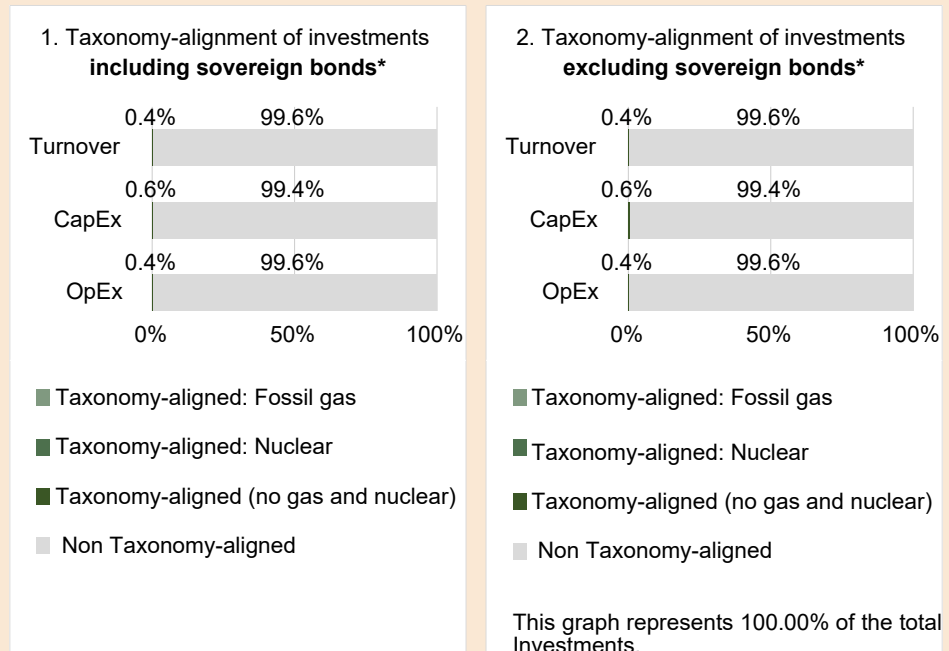 1. Taxonomy-alignment of investments
including sovereign bonds*
0.4% 99.6%
Turnover
0.6% 99.4%
CapEx
0.4% 99.6%
OpEx
0% 50% 100%
Taxonomy-aligned: Fossil gas
Taxonomy-aligned: Nuclear
Taxonomy-aligned (no gas and nuclear)
Non Taxonomy-aligned
2. Taxonomy-alignment of investments
excluding sovereign bonds*
0.4% 99.6%
Turnover
0.6% 99.4%
CapEx
0.4% 99.6%
OpEx
0% 50% 100%
Taxonomy-aligned: Fossil gas
Taxonomy-aligned: Nuclear
Taxonomy-aligned (no gas and nuclear)
Non Taxonomy-aligned
This graph represents 100.00% of the total
Investments.